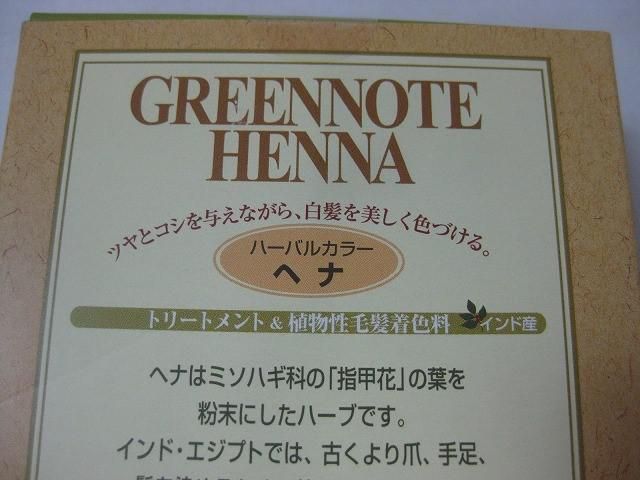 GREENNOTE
HENNA
ツヤとコシを与えながら、白髪を美しく色づける。
ハーバルカラー
ヘナ
トリートメント&植物性毛髪着色料 インド産
ヘナはミソハギ科の「指甲花」の葉を
粉末にしたハーブです。
インド・エジプトでは、古くより爪、手足、